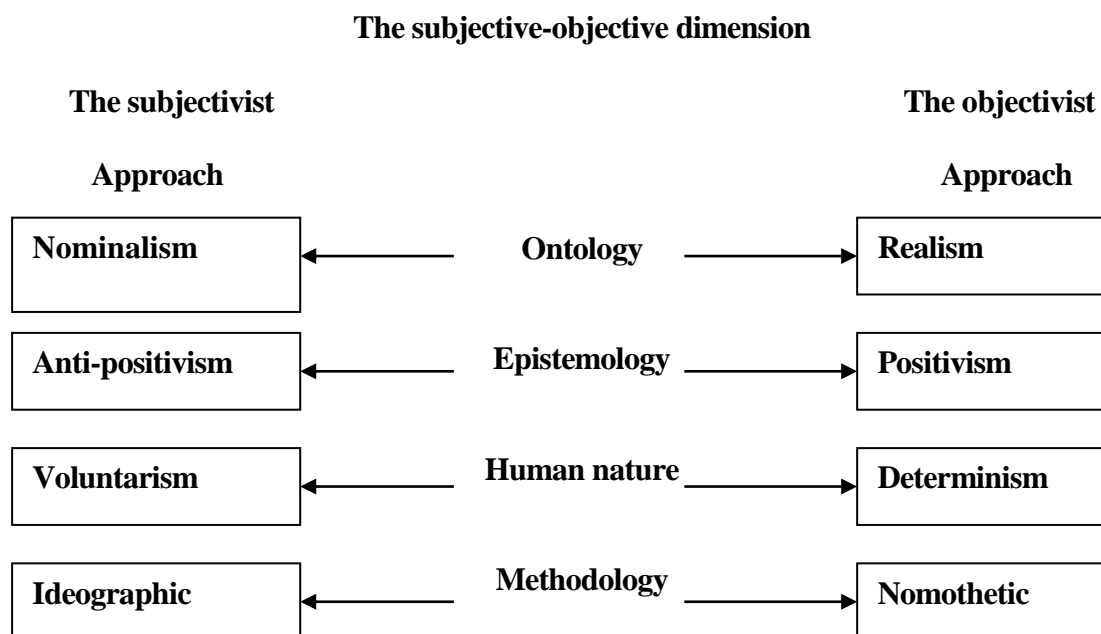 The subjective-objective dimension
The subjectivist The objectivist
Approach Approach
Nominalism Ontology Realism
Anti-positivism Epistemology Positivism
Voluntarism Human nature Determinism
Ideographic Methodology Nomothetic